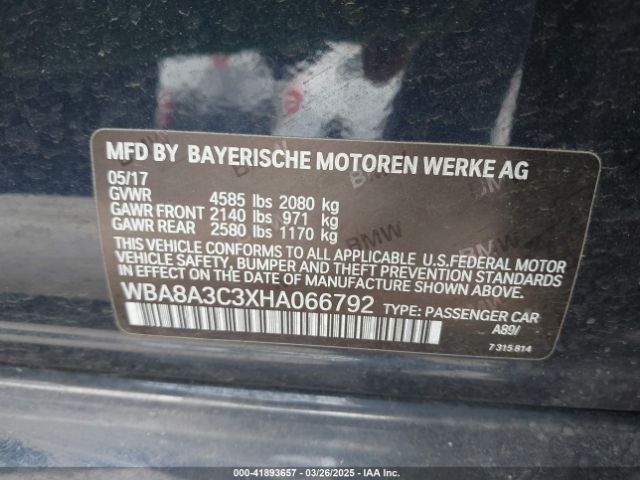 MFD BY BAYERISCHE MOTOREN WERKE AG
05/17
GVWR 4585 lbs 2080 kg
GAWR FRONT 2140 lbs 971 kg
GAWR REAR 2580 lbs 1170 kg
THIS VEHICLE CONFORMS TO ALL APPLICABLE U.S.FEDERAL MOTOR
VEHICLE SAFETY, BUMPER AND THEFT PREVENTION STANDARDS
IN EFFECT ON THE DATE OF MANUFACTURE SHOWN ABOVE.
WBA8A3C3XHA066792 TYPE: PASSENGER CAR
A89/
7 315 814
000-41893657 - 03/26/2025 - IAA Inc.